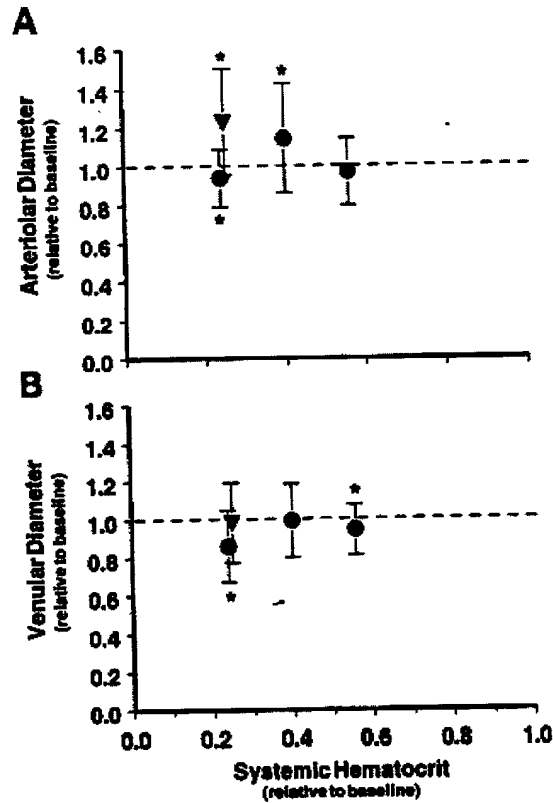 A
1.6
1.4
1.2
1.0
0.8
0.6
0.4
0.2
0.0
Arteriolar Diameter
(relative to baseline)
*
*
*
B
1.6
1.4
1.2
1.0
0.8
0.6
0.4
0.2
0.0
Venular Diameter
(relative to baseline)
*
*
0.0 0.2 0.4 0.6 0.8 1.0
Systemic Hematocrit
(relative to baseline)